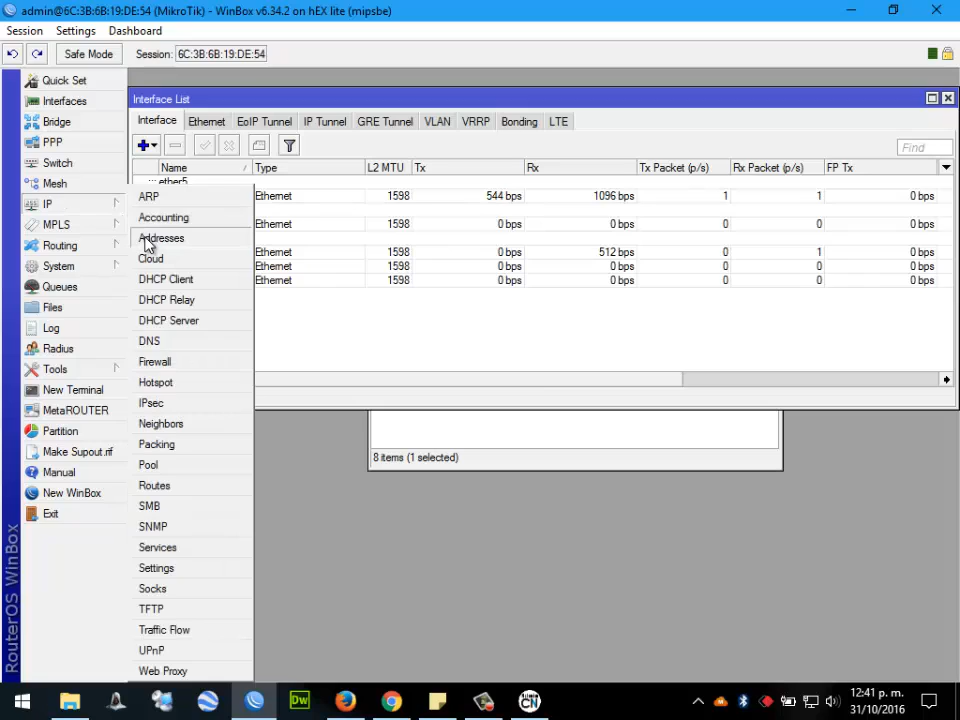 admin@6C:3B:6B:19:DE:54 (MikroTik) - WinBox v6.34.2 on hEX lite (mipsbe)
Session Settings Dashboard
Safe Mode Session: 6C:3B:6B:19:DE:54
Quick Set
Interfaces
Bridge
PPP
Switch
Mesh
IP
MPLS
Routing
System
Queues
Files
Log
Radius
Tools
New Terminal
MetaROUTER
Partition
Make Supout.rif
Manual
New WinBox
Exit
RouterOS WinBox
ARP
Accounting
Addresses
Cloud
DHCP Client
DHCP Relay
DHCP Server
DNS
Firewall
Hotspot
IPsec
Neighbors
Packing
Pool
Routes
SMB
SNMP
Services
Settings
Socks
TFTP
Traffic Flow
UPnP
Web Proxy
Interface List
Interface Ethernet EoIP Tunnel IP Tunnel GRE Tunnel VLAN VRRP Bonding LTE
Find
Name Type L2 MTU Tx Rx Tx Packet (p/s) Rx Packet (p/s) FP Tx
::: ether5
Ethernet 1598 544 bps 1096 bps 1 1 0 bps
Ethernet 1598 0 bps 0 bps 0 0 0 bps
Ethernet 1598 0 bps 512 bps 0 1 0 bps
Ethernet 1598 0 bps 0 bps 0 0 0 bps
Ethernet 1598 0 bps 0 bps 0 0 0 bps
8 items (1 selected)
Dw
CN
12:41 p. m.
31/10/2016